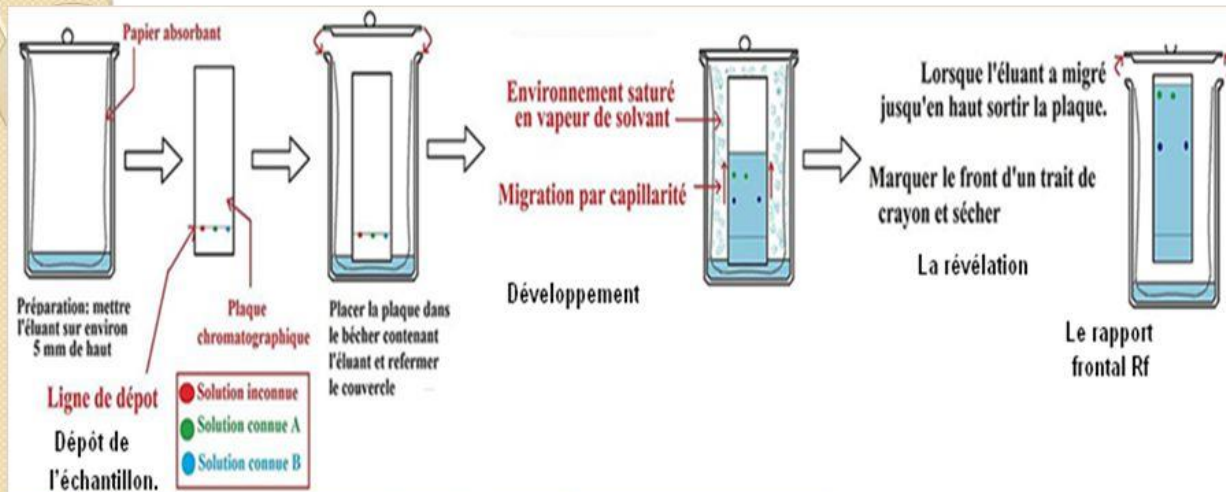 Papier absorbant
Préparation: mettre
l'éluant sur environ
5 mm de haut
Ligne de dépot
Dépôt de
l'échantillon.
Plaque
chromatographique
Solution inconnue
Solution connue A
Solution connue B
Placer la plaque dans
le bécher contenant
l'éluant et refermer
le couvercle
Environnement saturé
en vapeur de solvant
Migration par capillarité
Développement
Lorsque l'éluant a migré
jusqu'en haut sortir la plaque.
Marquer le front d'un trait de
crayon et sécher
La révélation
Le rapport
frontal Rf